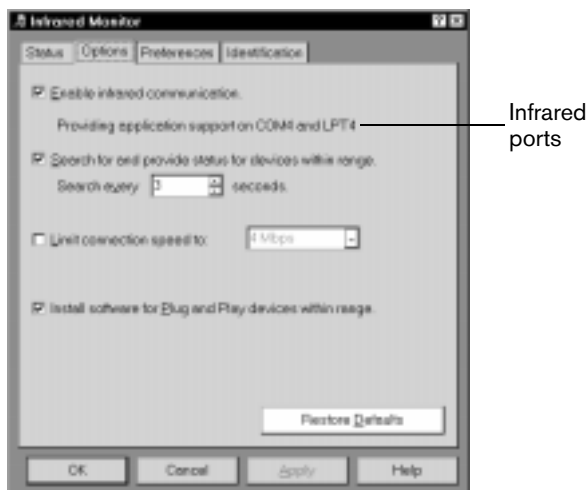 Infrared Monitor
Status Options Preferences Identification
Enable infrared communication.
Providing application support on COM4 and LPT4
Infrared
ports
Search for and provide status for devices within range.
Search every 3 seconds.
Limit connection speed to: 4 Mbps
Install software for Plug and Play devices within range.
Restore Defaults
OK Cancel Apply Help